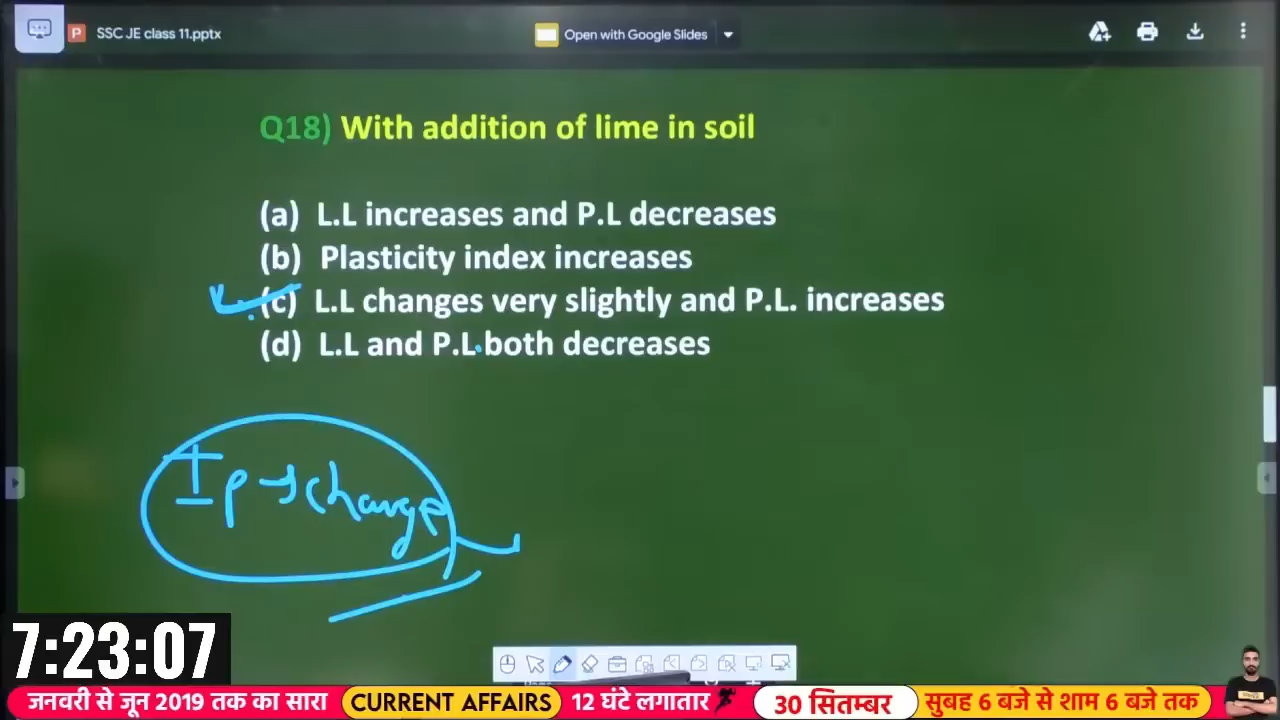 P SSC JE class 11.pptx
Open with Google Slides
Q18) With addition of lime in soil
(a) L.L increases and P.L decreases
(b) Plasticity index increases
(c) L.L changes very slightly and P.L. increases
(d) L.L and P.L both decreases
Ip → change
7:23:07
जनवरी से जून 2019 तक का सारा CURRENT AFFAIRS 12 घंटे लगातार 30 सितम्बर सुबह 6 बजे से शाम 6 बजे तक